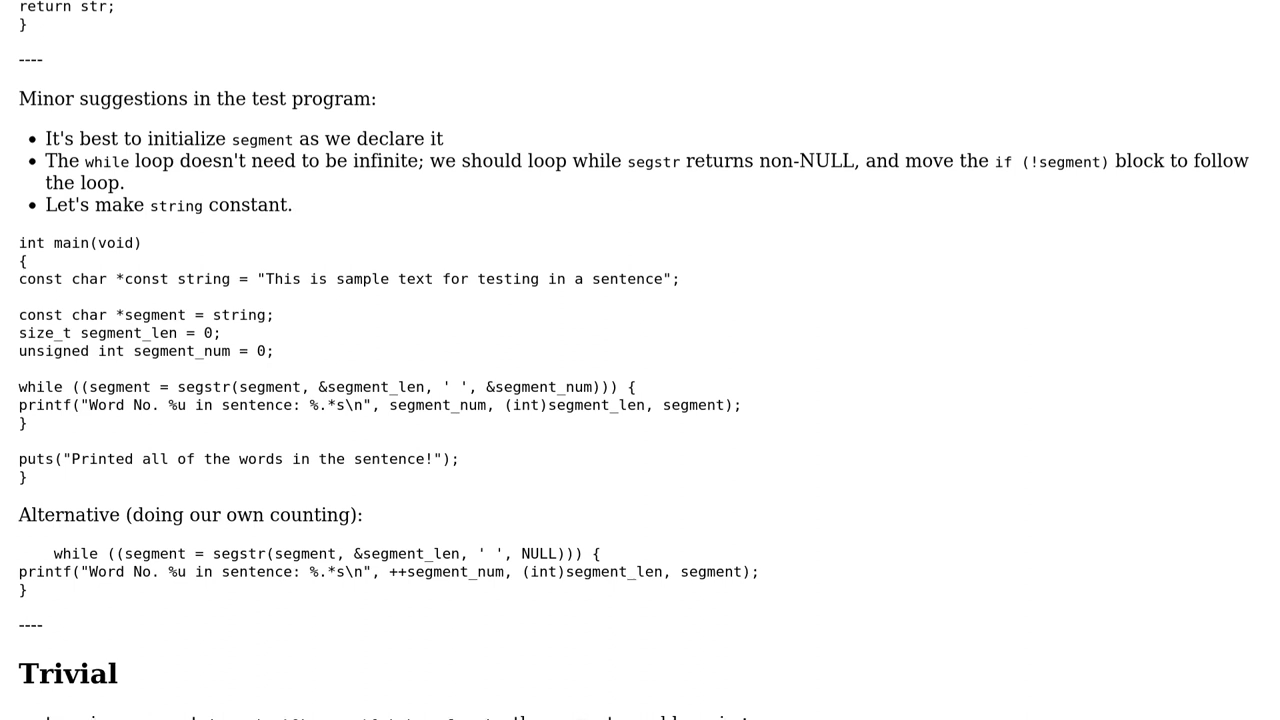 return str;
}
----
Minor suggestions in the test program:
• It's best to initialize segment as we declare it
• The while loop doesn't need to be infinite; we should loop while segstr returns non-NULL, and move the if (!segment) block to follow
the loop.
• Let's make string constant.
int main(void)
{
const char *const string = "This is sample text for testing in a sentence";
const char *segment = string;
size_t segment_len = 0;
unsigned int segment_num = 0;
while ((segment = segstr(segment, &segment_len, ' ', &segment_num))) {
printf("Word No. %u in sentence: %.*s\n", segment_num, (int)segment_len, segment);
}
puts("Printed all of the words in the sentence!");
}
Alternative (doing our own counting):
while ((segment = segstr(segment, &segment_len, ' ', NULL))) {
printf("Word No. %u in sentence: %.*s\n", ++segment_num, (int)segment_len, segment);
}
----
Trivial